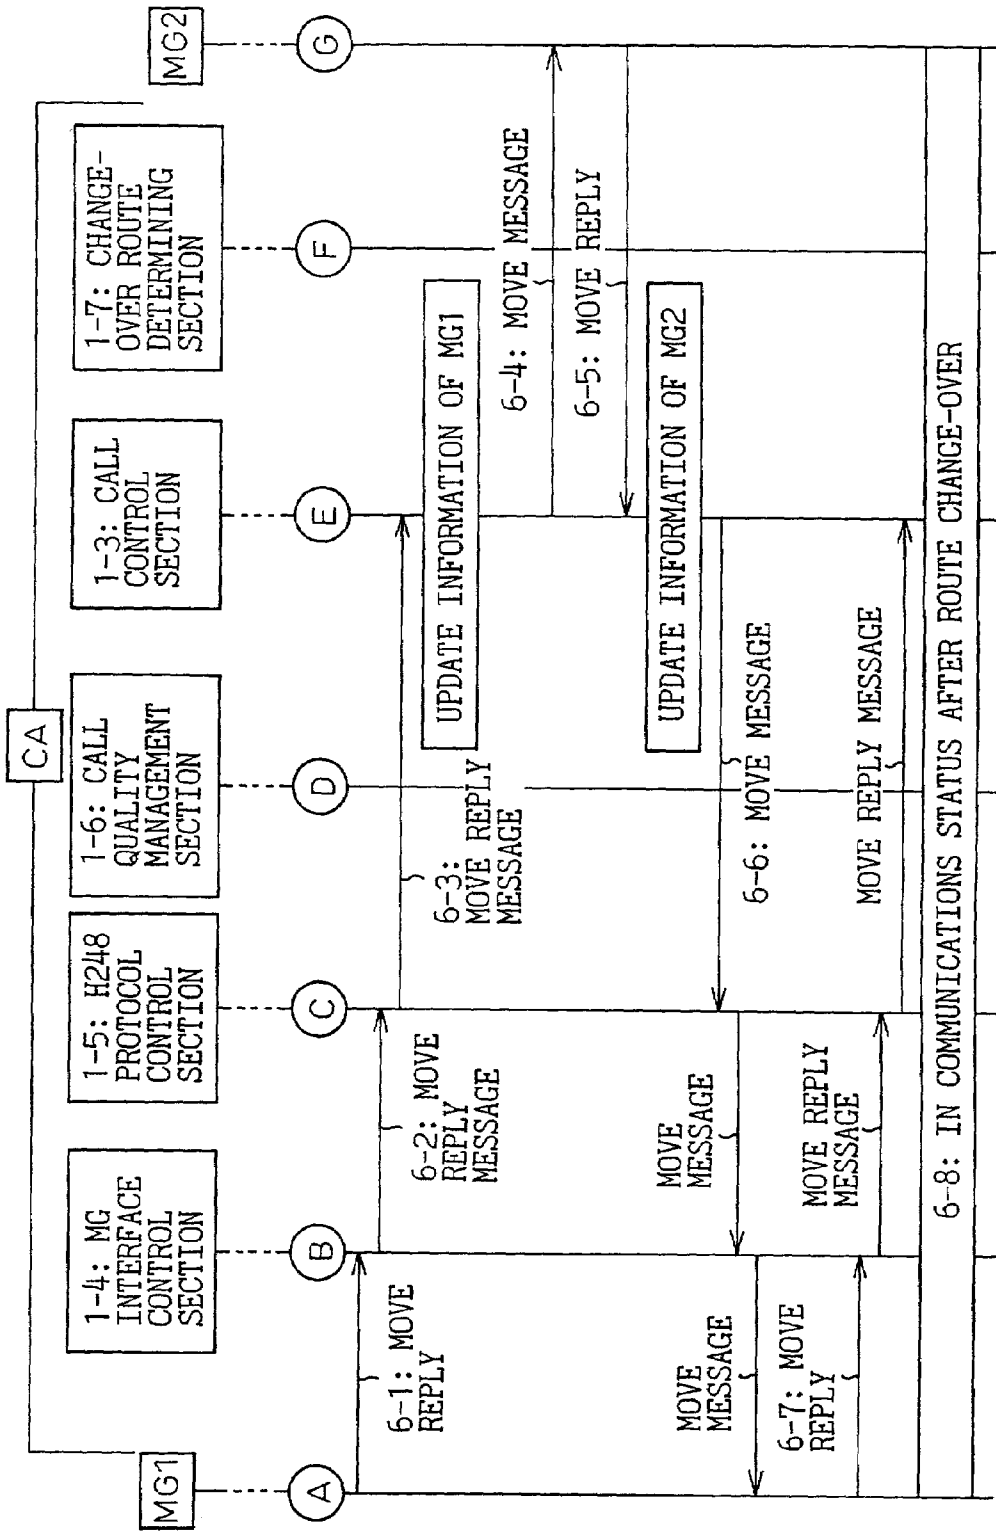 CA
MG1
1-4: MG
INTERFACE
CONTROL
SECTION
1-5: H248
PROTOCOL
CONTROL
SECTION
1-6: CALL
QUALITY
MANAGEMENT
SECTION
1-3: CALL
CONTROL
SECTION
1-7: CHANGE-
OVER ROUTE
DETERMINING
SECTION
MG2
A
B
C
D
E
F
G
6-1: MOVE
REPLY
6-2: MOVE
REPLY
MESSAGE
6-3:
MOVE REPLY
MESSAGE
UPDATE INFORMATION OF MG1
6-4: MOVE MESSAGE
6-5: MOVE REPLY
UPDATE INFORMATION OF MG2
6-6: MOVE MESSAGE
MOVE
MESSAGE
MOVE
MESSAGE
6-7: MOVE
REPLY
MOVE REPLY
MESSAGE
MOVE REPLY MESSAGE
6-8: IN COMMUNICATIONS STATUS AFTER ROUTE CHANGE-OVER